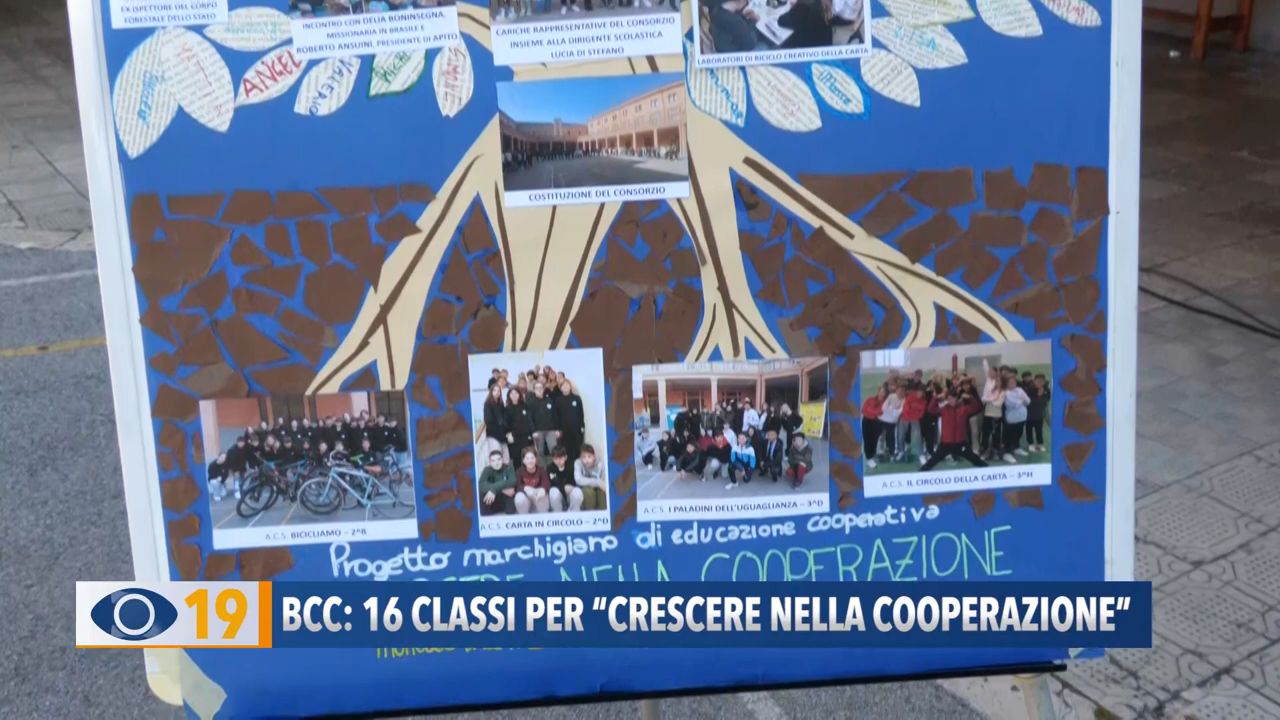 EX ISPETTORE DEL CORPO
FORESTALE DELLO STATO
INCONTRO CON DELIA BONINSEGNA,
MISSIONARIA IN BRASILE E
ROBERTO ANSUINI, PRESIDENTE DI APITO
CARICHE RAPPRESENTATIVE DEL CONSORZIO
INSIEME ALLA DIRIGENTE SCOLASTICA
LUCIA DI STEFANO
LABORATORI DI RICICLO CREATIVO DELLA CARTA
ANGEL
VALERIO
SIMONE
COSTITUZIONE DEL CONSORZIO
A.C.S. BICICLIAMO – 2^B
A.C.S. CARTA IN CIRCOLO – 2^D
A.C.S. I PALADINI DELL'UGUAGLIANZA – 3^D
A.C.S. IL CIRCOLO DELLA CARTA – 3^H
Progetto marchigiano di educazione cooperativa
NELLA COOPERAZIONE
19
BCC: 16 CLASSI PER “CRESCERE NELLA COOPERAZIONE”